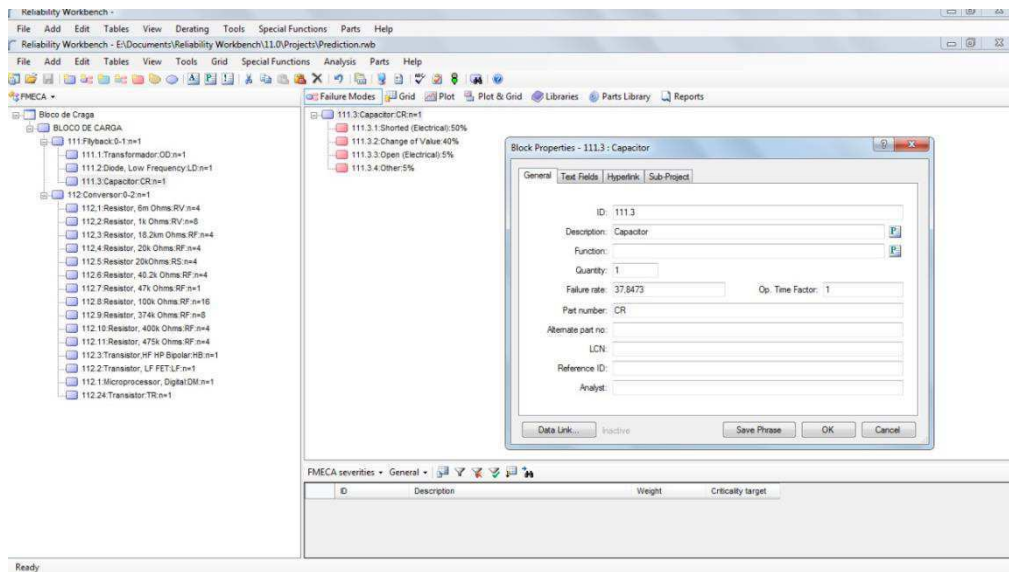 Reliability Workbench -
File Add Edit Tables View Derating Tools Special Functions Parts Help
Reliability Workbench - E:\Documents\Reliability Workbench\11.0\Projects\Prediction.rwb
File Add Edit Tables View Tools Grid Special Functions Analysis Parts Help
FMECA
Failure Modes Grid Plot Plot & Grid Libraries Parts Library Reports
Bloco de Craga
BLOCO DE CARGA
111:Flyback:0-1:n=1
111.1:Transformador:OD:n=1
111.2:Diode, Low Frequency:LD:n=1
111.3:Capacitor:CR:n=1
112:Conversor:0-2:n=1
112,1:Resistor, 6m Ohms:RV:n=4
112,2:Resistor, 1k Ohms:RV:n=8
112,3:Resistor, 18.2km Ohms:RF:n=4
112,4:Resistor, 20k Ohms:RF:n=4
112.5:Resistor 20kOhms:RS:n=4
112.6:Resistor, 40.2k Ohms:RF:n=4
112.7:Resistor, 47k Ohms:RF:n=1
112.8:Resistor, 100k Ohms:RF:n=16
112.9:Resistor, 374k Ohms:RF:n=8
112.10:Resistor, 400k Ohms:RF:n=4
112.11:Resistor, 475k Ohms:RF:n=4
112.3:Transistor,HF HP Bipolar:HB:n=1
112.2:Transistor, LF FET:LF:n=1
112.1:Microprocessor, Digital:DM:n=1
112.24:Transistor:TR:n=1
111.3:Capacitor:CR:n=1
111.3.1:Shorted (Electrical):50%
111.3.2:Change of Value:40%
111.3.3:Open (Electrical):5%
111.3.4:Other:5%
Block Properties - 111.3 : Capacitor
General Text Fields Hyperlink Sub-Project
ID: 111.3
Description: Capacitor
Function:
Quantity: 1
Failure rate: 37,8473 Op. Time Factor: 1
Part number: CR
Alternate part no:
LCN:
Reference ID:
Analyst:
Data Link... Inactive Save Phrase OK Cancel
FMECA severities General
ID Description Weight Criticality target
Ready